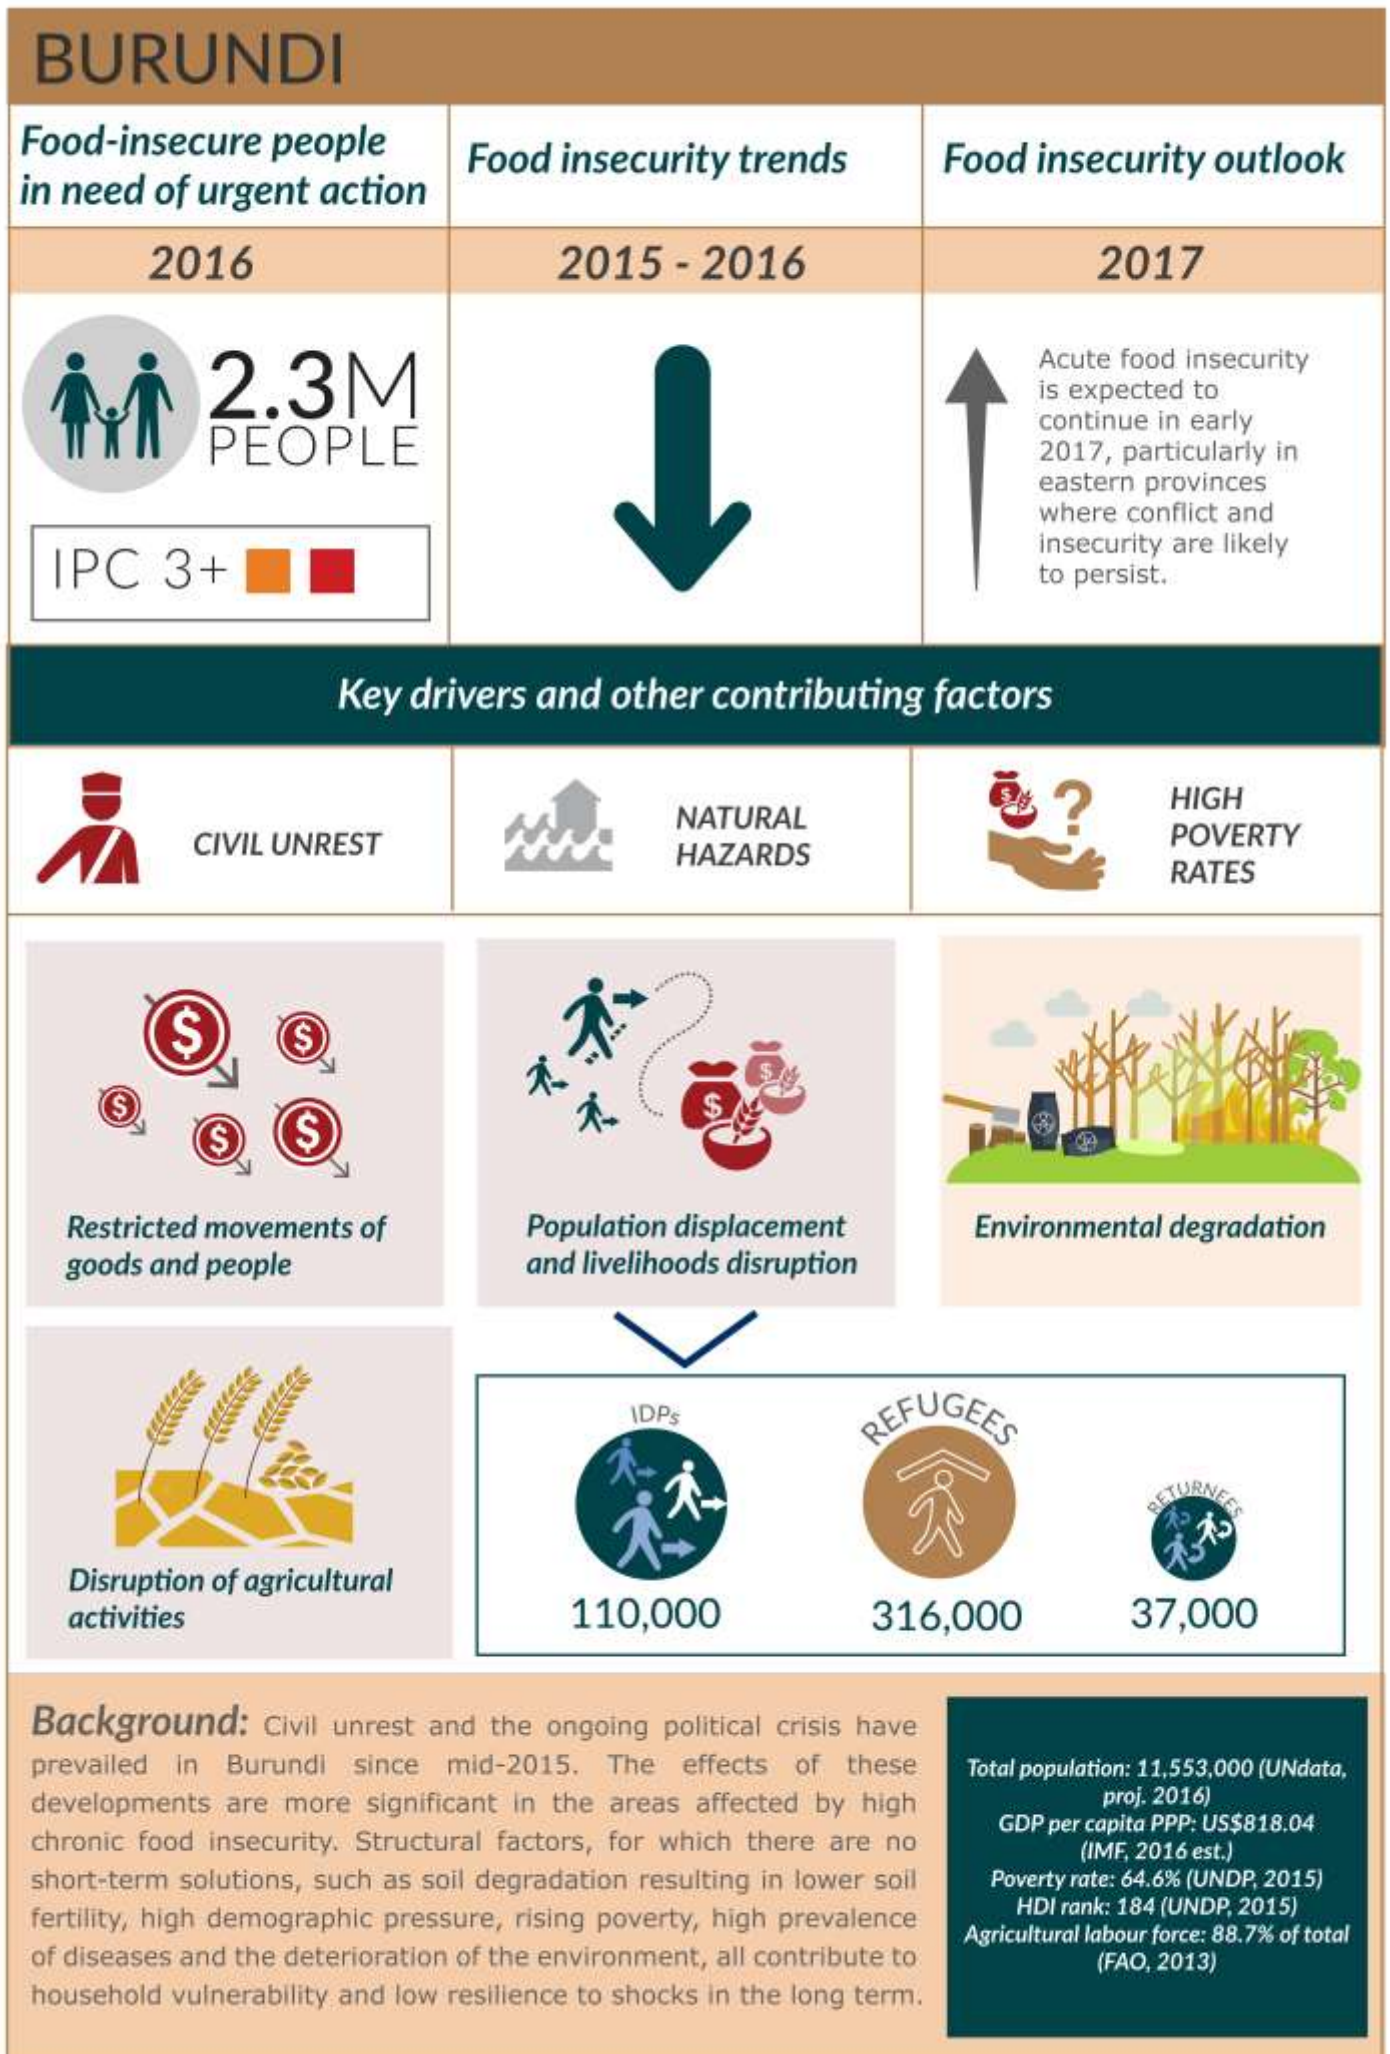 BURUNDI
Food-insecure people
in need of urgent action
Food insecurity trends
Food insecurity outlook
2016
2015 - 2016
2017
2.3M
PEOPLE
IPC 3+
Acute food insecurity
is expected to
continue in early
2017, particularly in
eastern provinces
where conflict and
insecurity are likely
to persist.
Key drivers and other contributing factors
CIVIL UNREST
NATURAL
HAZARDS
?
HIGH
POVERTY
RATES
Restricted movements of
goods and people
Population displacement
and livelihoods disruption
Environmental degradation
Disruption of agricultural
activities
IDPs
REFUGEES
RETURNEES
110,000
316,000
37,000
Background: Civil unrest and the ongoing political crisis have
prevailed in Burundi since mid-2015. The effects of these
developments are more significant in the areas affected by high
chronic food insecurity. Structural factors, for which there are no
short-term solutions, such as soil degradation resulting in lower soil
fertility, high demographic pressure, rising poverty, high prevalence
of diseases and the deterioration of the environment, all contribute to
household vulnerability and low resilience to shocks in the long term.
Total population: 11,553,000 (UNdata,
proj. 2016)
GDP per capita PPP: US$818.04
(IMF, 2016 est.)
Poverty rate: 64.6% (UNDP, 2015)
HDI rank: 184 (UNDP, 2015)
Agricultural labour force: 88.7% of total
(FAO, 2013)